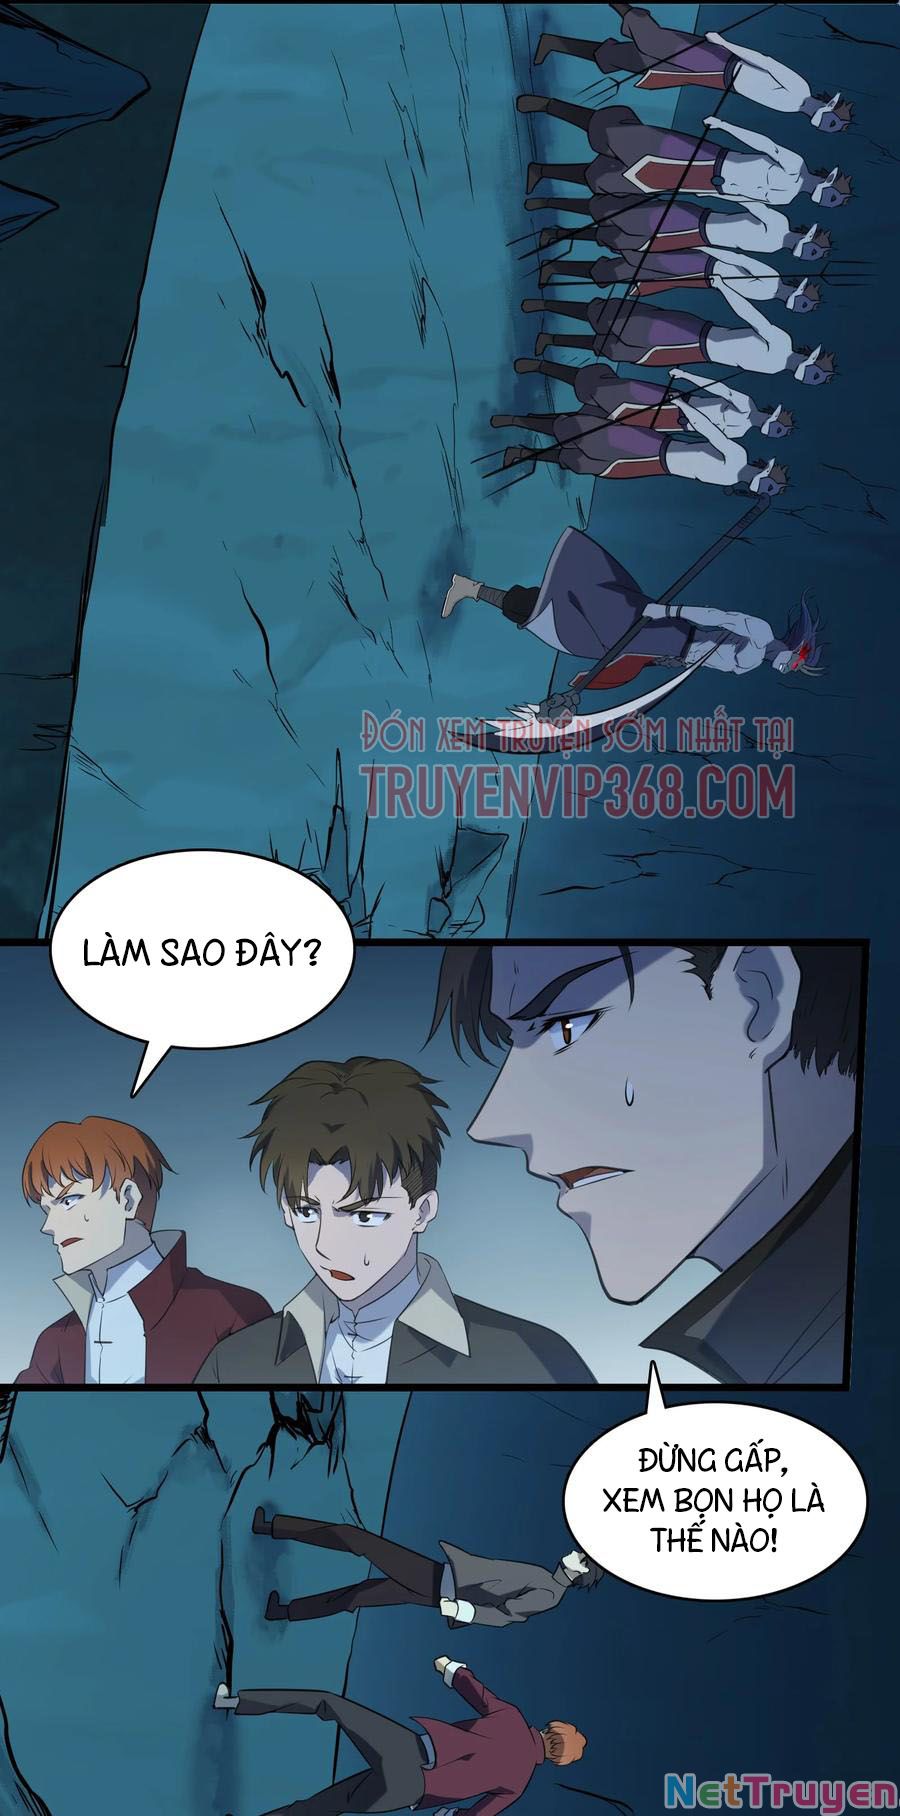 ĐÓN XEM TRUYỆN SỚM NHẤT TẠI
TRUYENVIP368.COM
LÀM SAO ĐÂY?
ĐỪNG GẤP,
XEM BỌN HỌ LÀ
THẾ NÀO!
NetTruyen